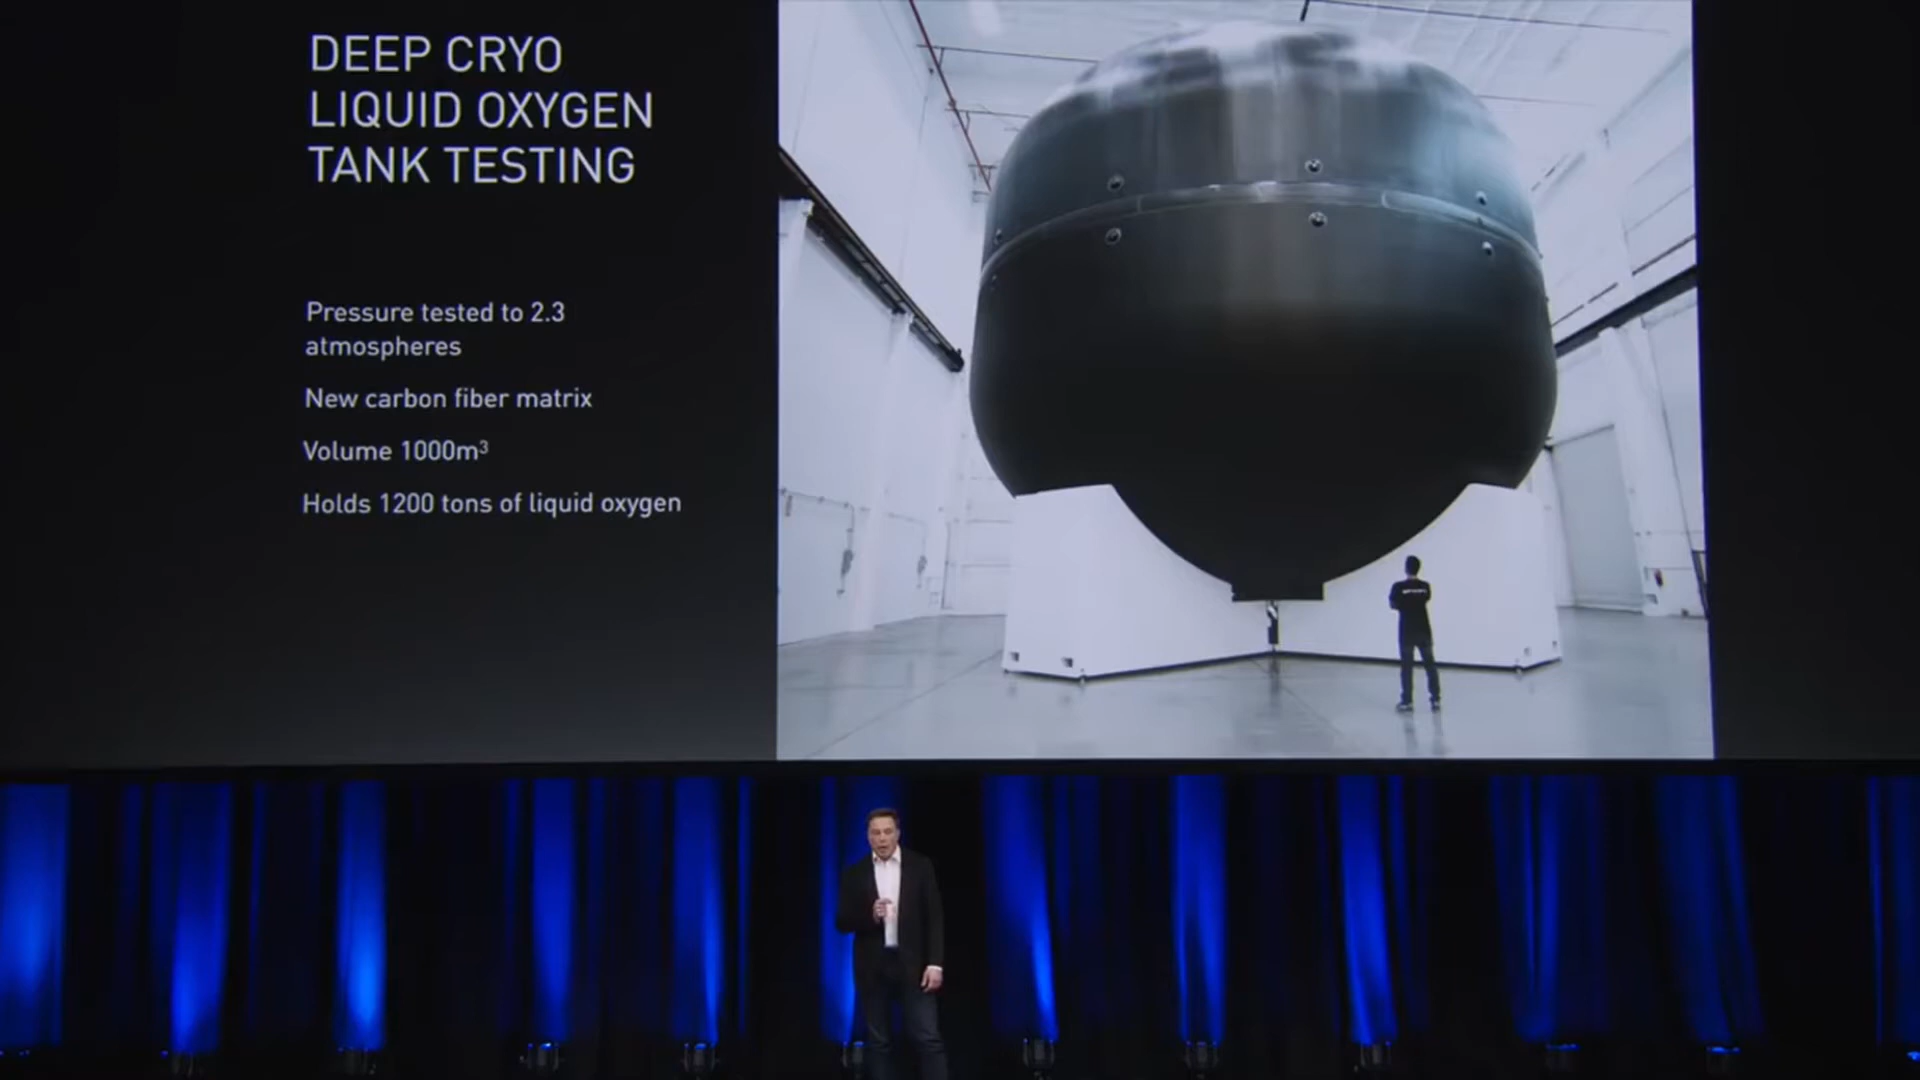 DEEP CRYO
LIQUID OXYGEN
TANK TESTING
Pressure tested to 2.3
atmospheres
New carbon fiber matrix
Volume 1000m³
Holds 1200 tons of liquid oxygen